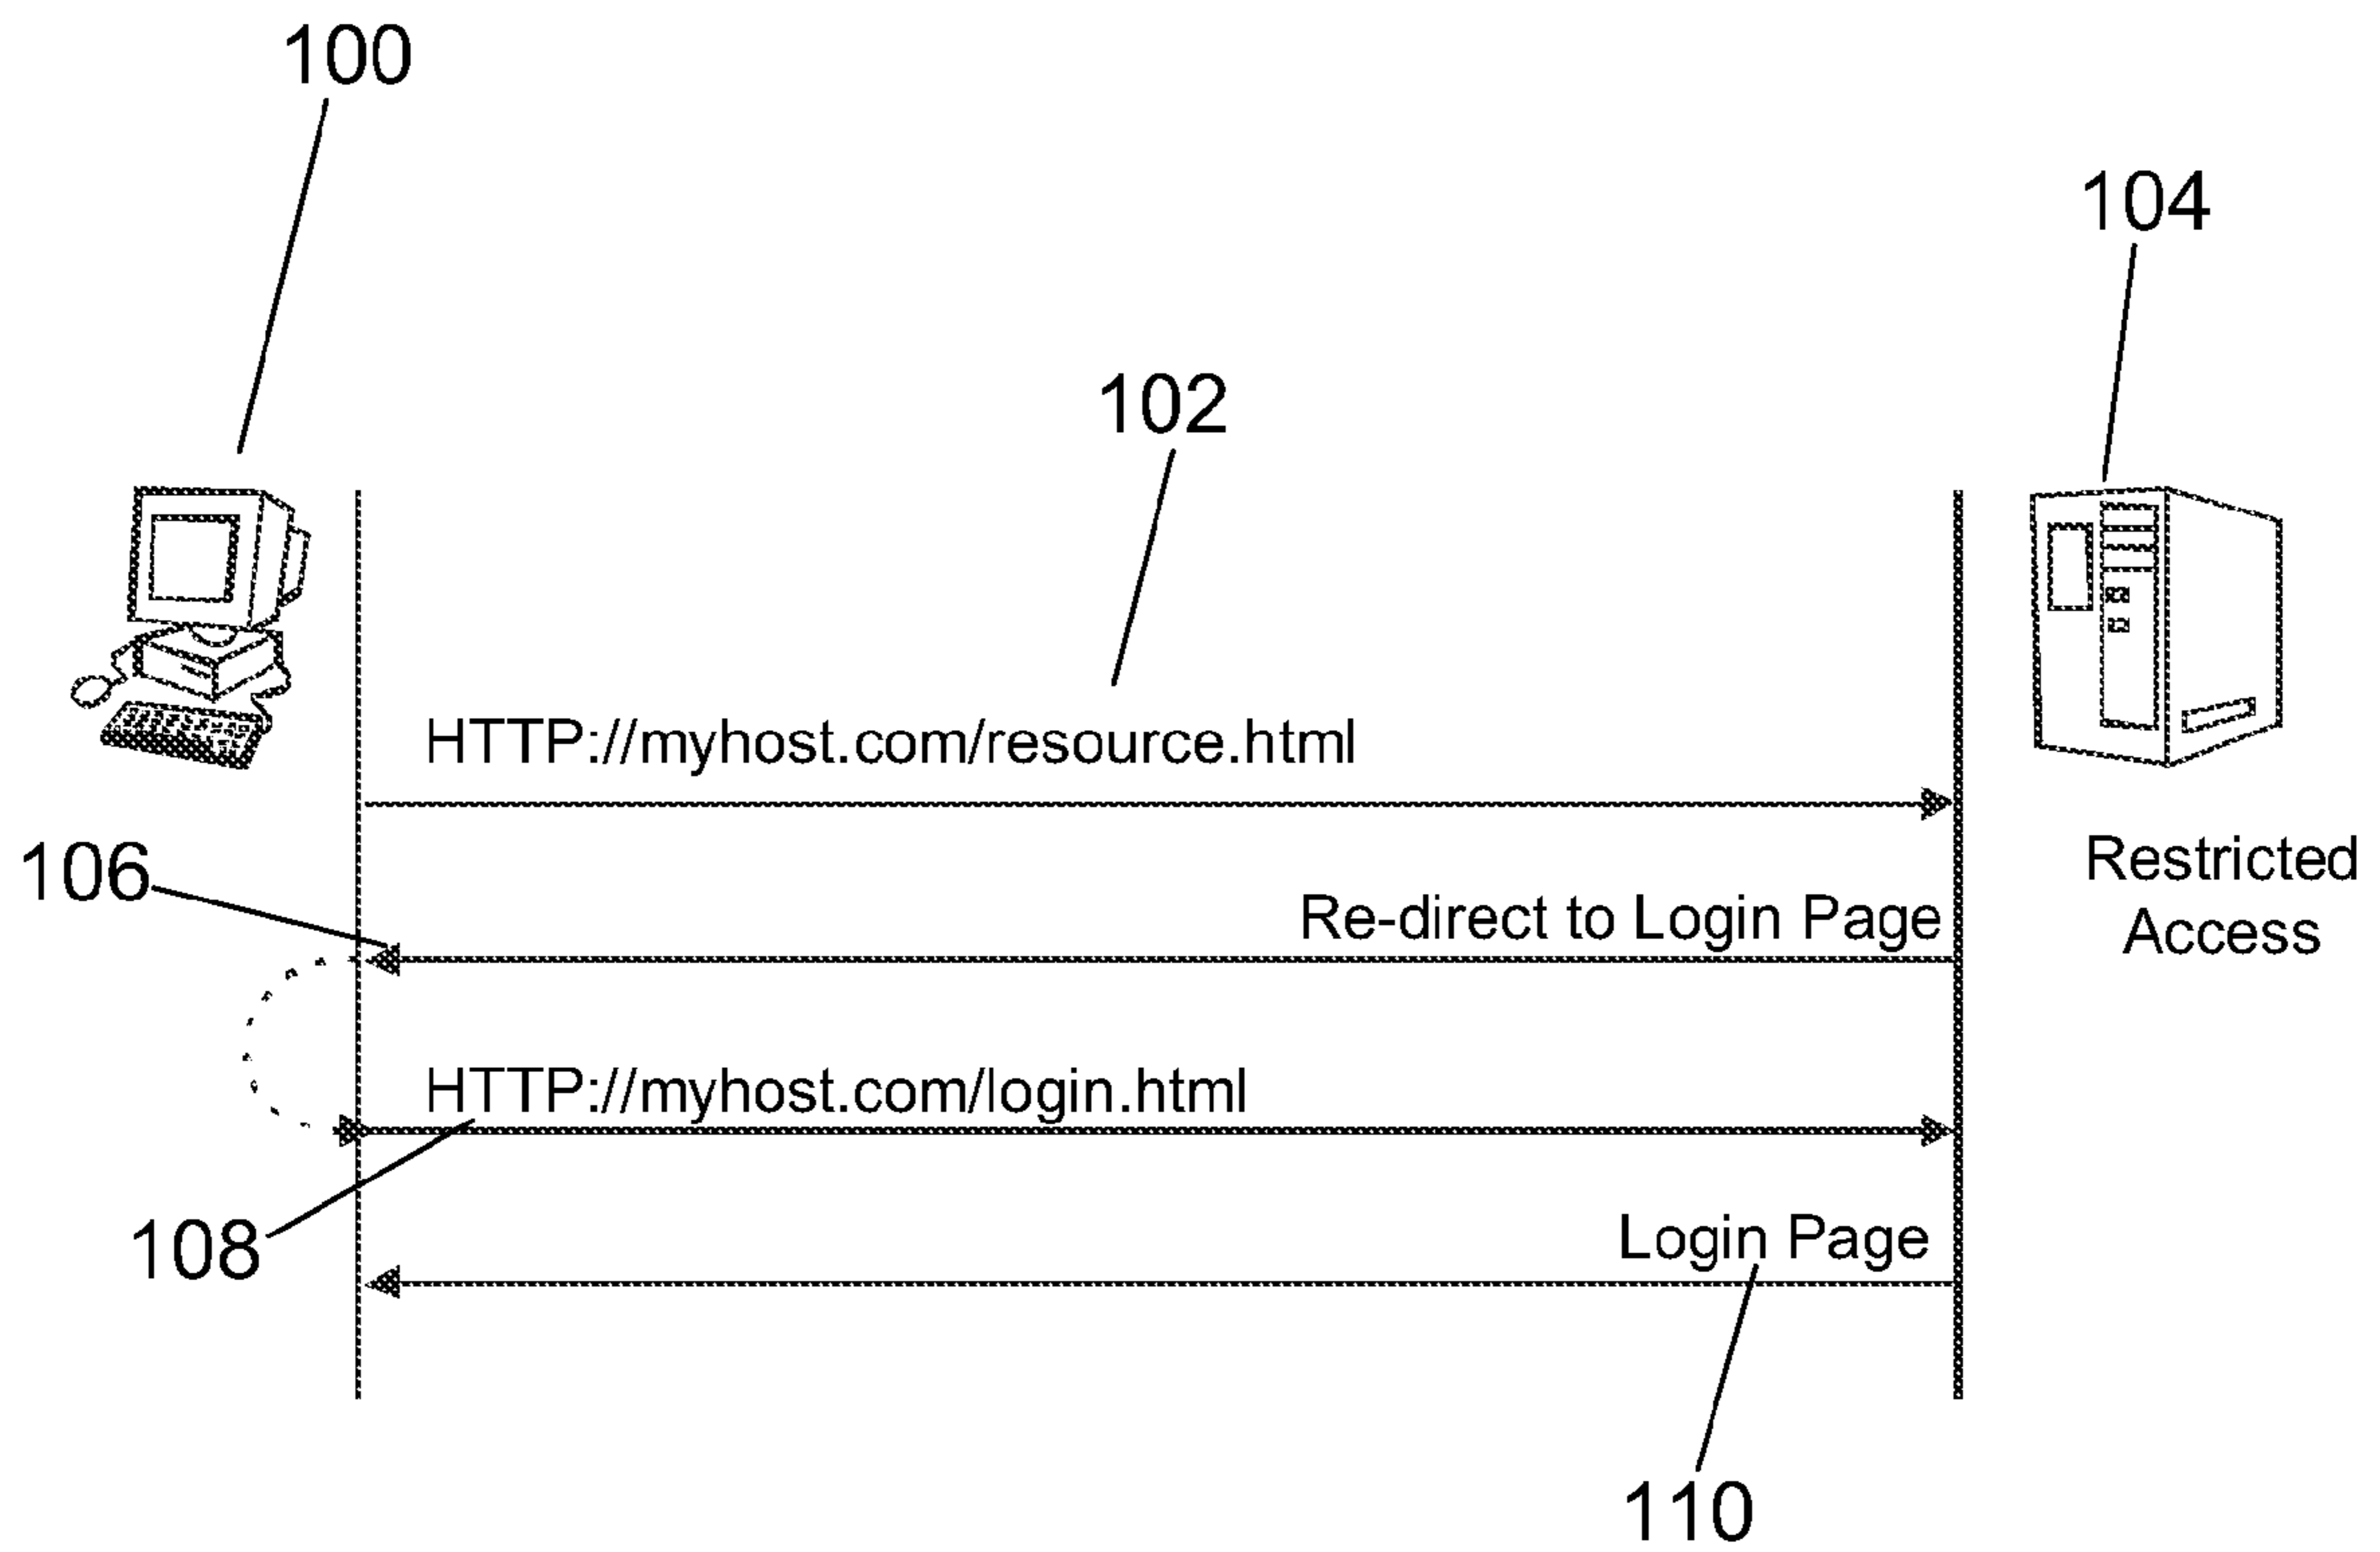 100
104
102
HTTP://myhost.com/resource.html
106
Restricted
Access
Re-direct to Login Page
HTTP://myhost.com/login.html
108
Login Page
110